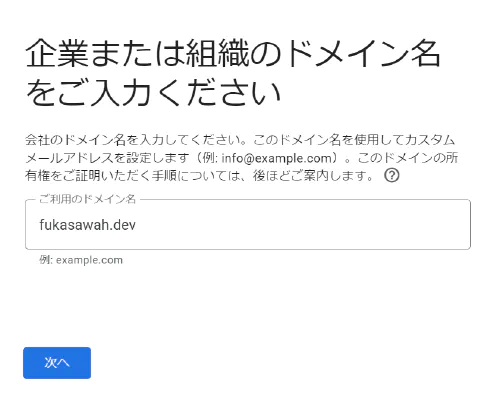 企業または組織のドメイン名
をご入力ください
会社のドメイン名を入力してください。このドメイン名を使用してカスタム
メールアドレスを設定します（例: info@example.com）。このドメインの所
有権をご証明いただく手順については、後ほどご案内します。 ?
ご利用のドメイン名
fukasawah.dev
例: example.com
次へ